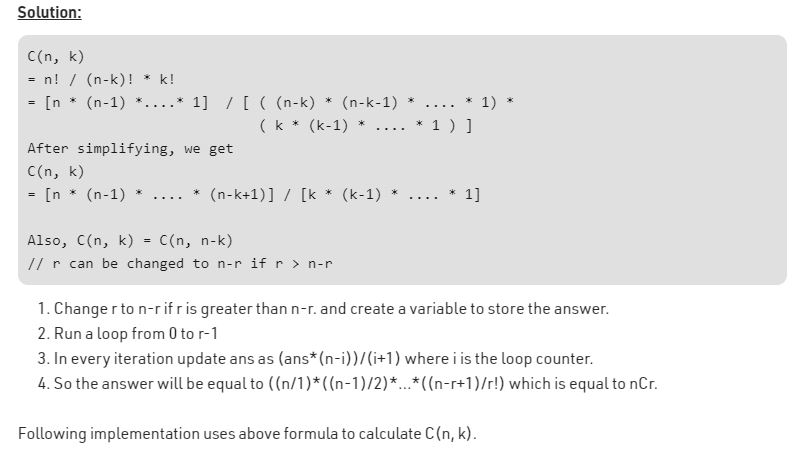 Solution:
C(n, k)
= n! / (n-k)! * k!
= [n * (n-1) *....* 1]  / [ ( (n-k) * (n-k-1) * .... * 1) *
( k * (k-1) * .... * 1 ) ]
After simplifying, we get
C(n, k)
= [n * (n-1) * .... * (n-k+1)] / [k * (k-1) * .... * 1]
Also, C(n, k) = C(n, n-k)
// r can be changed to n-r if r > n-r
1. Change r to n-r if r is greater than n-r. and create a variable to store the answer.
2. Run a loop from 0 to r-1
3. In every iteration update ans as (ans*(n-i))/(i+1) where i is the loop counter.
4. So the answer will be equal to ((n/1)*((n-1)/2)*…*((n-r+1)/r!) which is equal to nCr.
Following implementation uses above formula to calculate C(n, k).